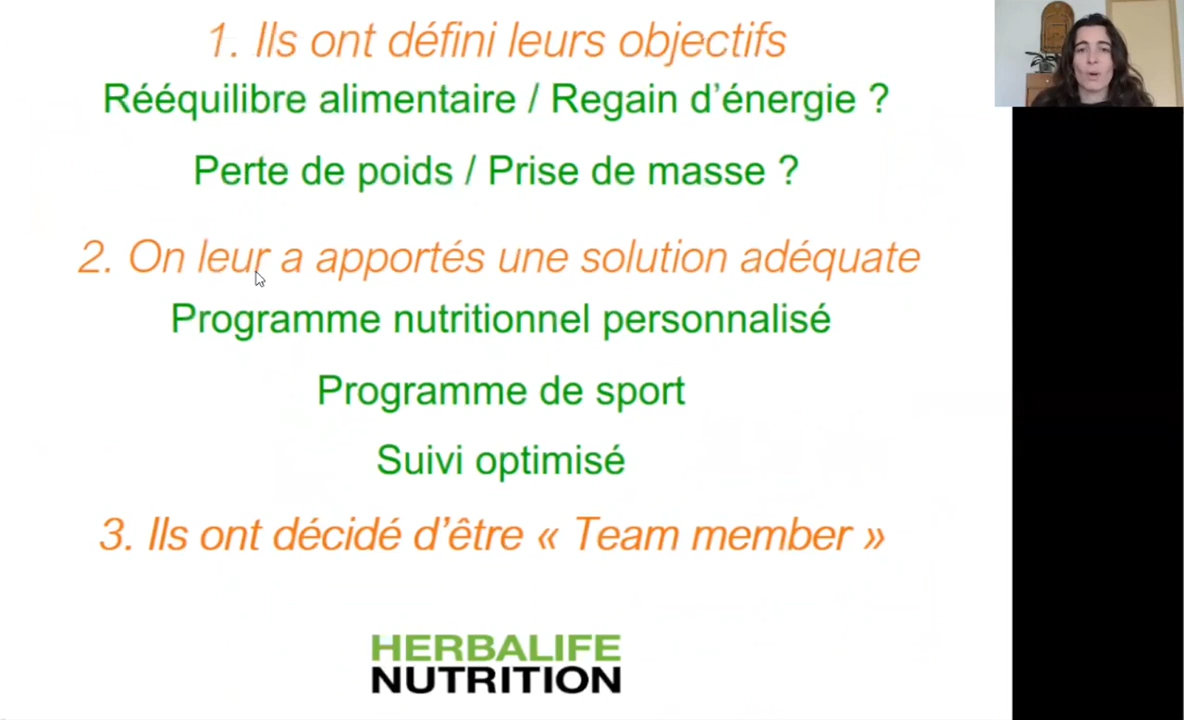 1. Ils ont défini leurs objectifs
Rééquilibre alimentaire / Regain d’énergie ?
Perte de poids / Prise de masse ?
2. On leur a apportés une solution adéquate
Programme nutritionnel personnalisé
Programme de sport
Suivi optimisé
3. Ils ont décidé d’être « Team member »
HERBALIFE
NUTRITION